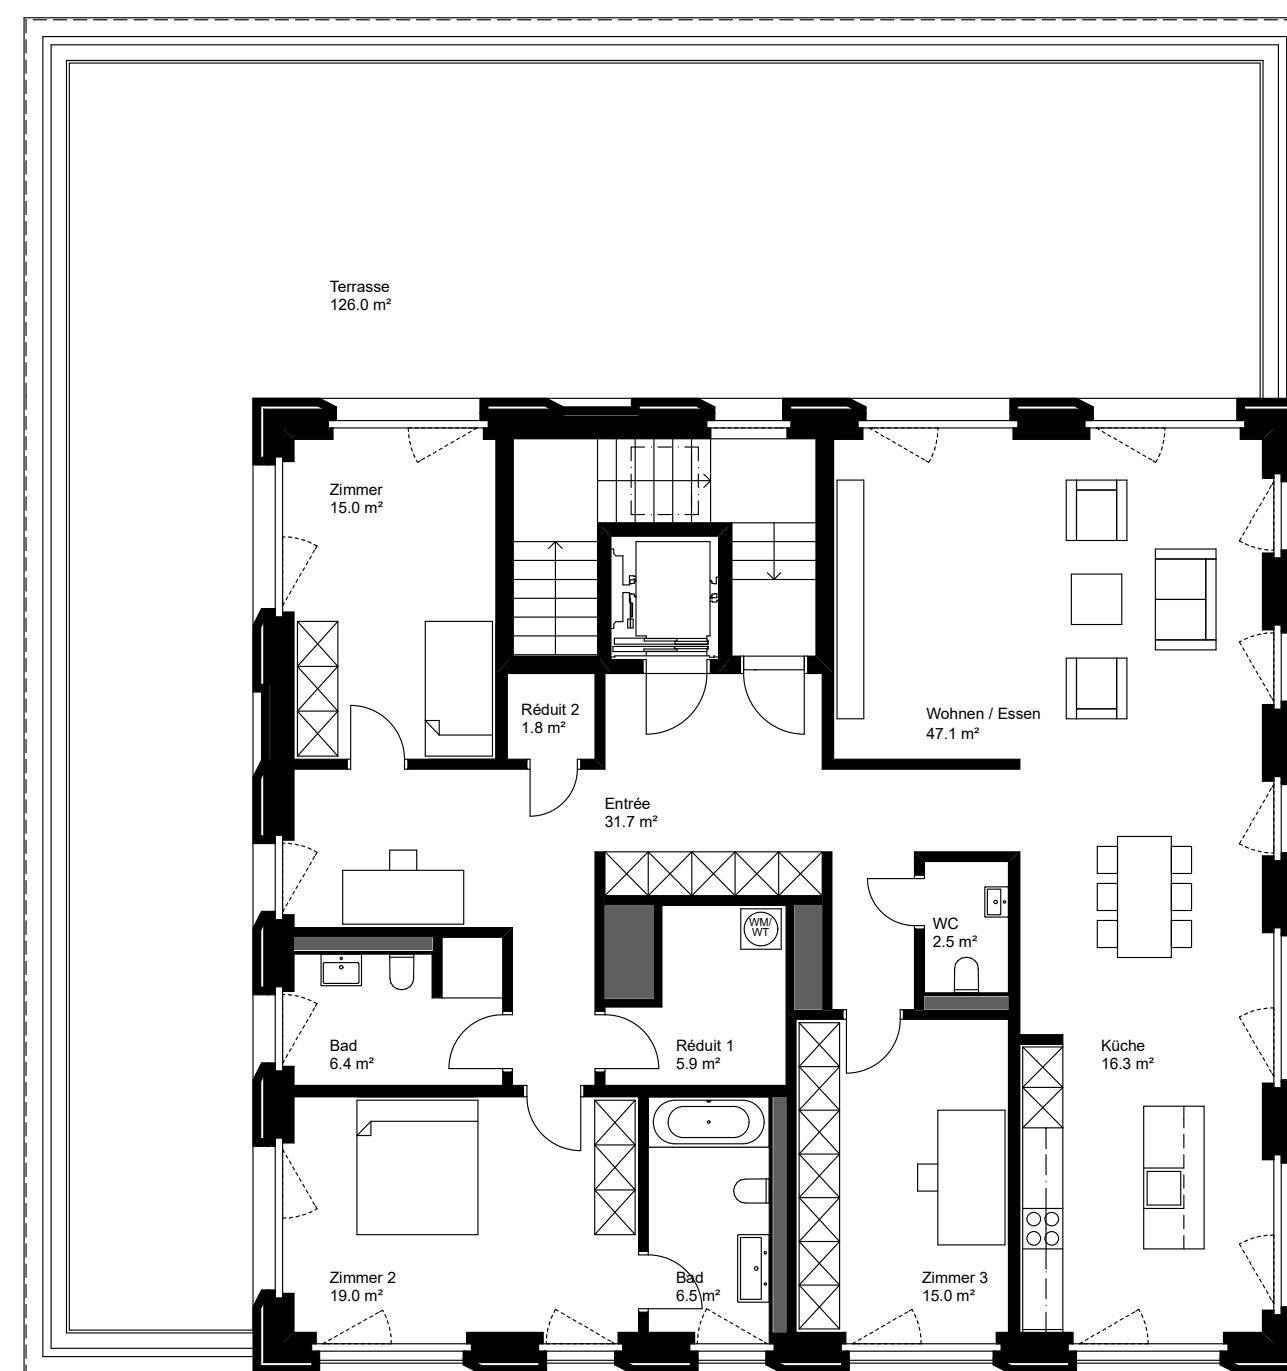 Terrasse
126.0 m²
Zimmer
15.0 m²
Réduit 2
1.8 m²
Wohnen / Essen
47.1 m²
Entrée
31.7 m²
WM/
WT
WC
2.5 m²
Bad
6.4 m²
Réduit 1
5.9 m²
Küche
16.3 m²
Zimmer 2
19.0 m²
Bad
6.5 m²
Zimmer 3
15.0 m²